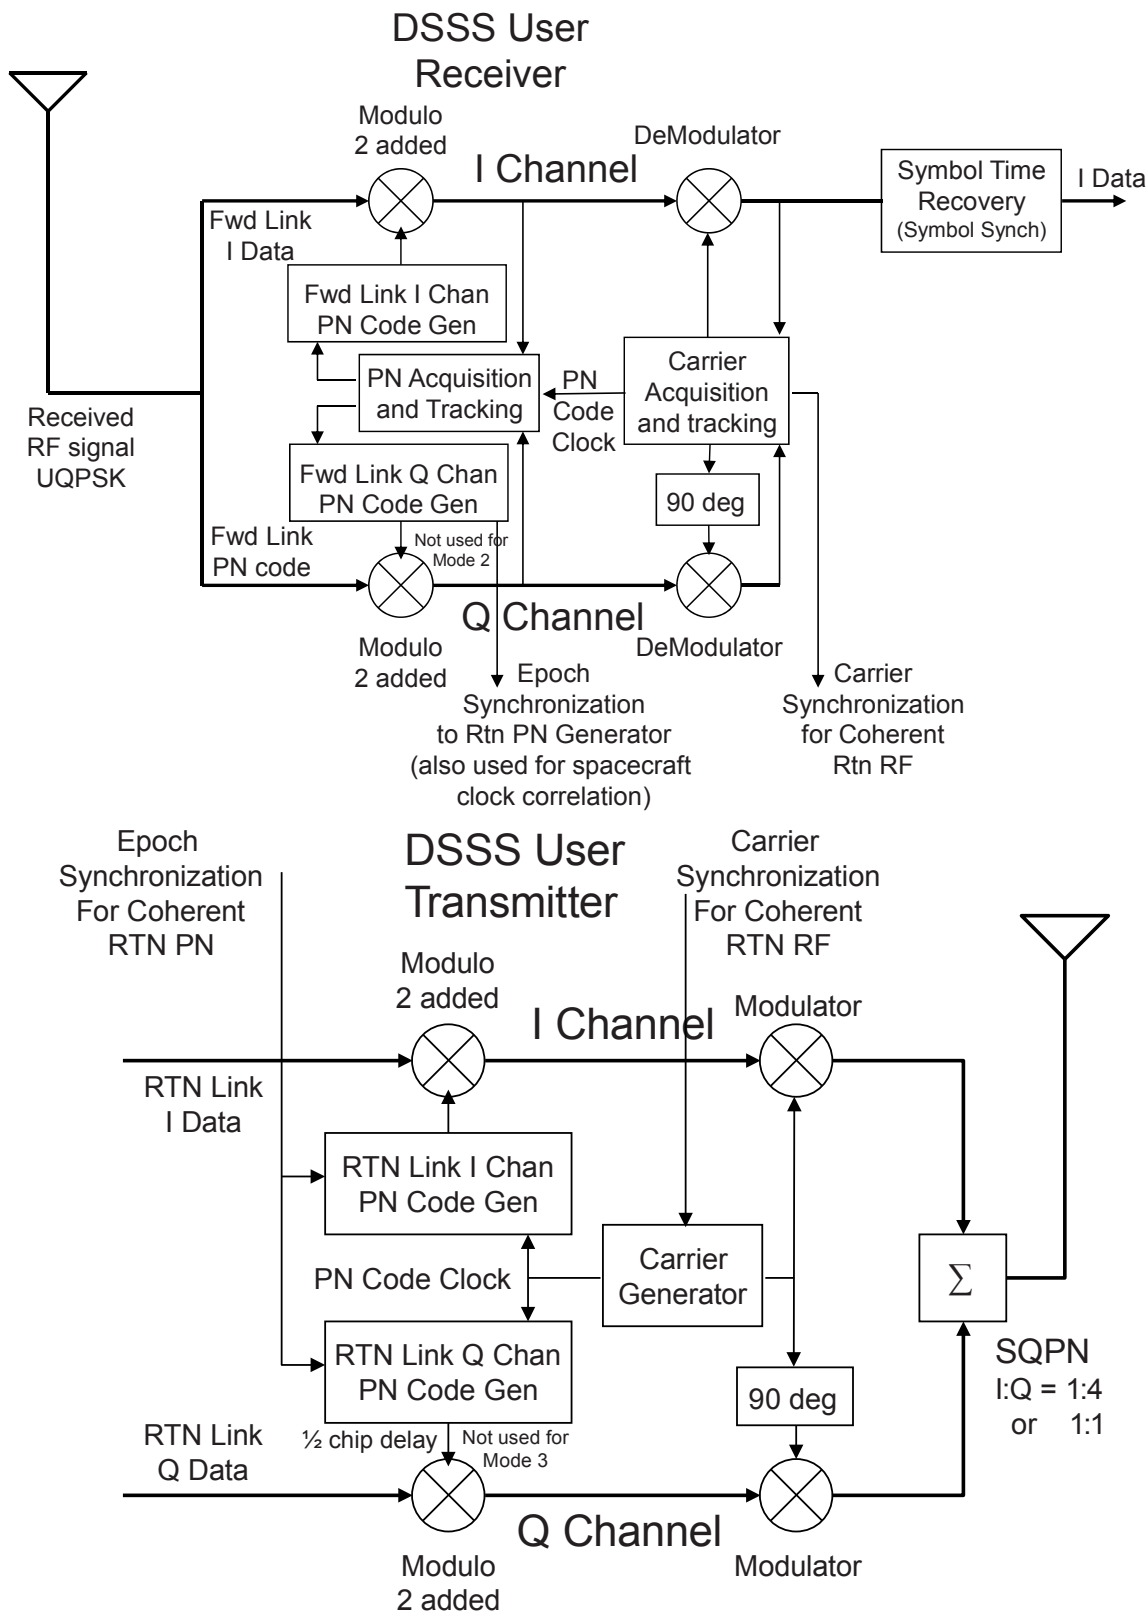 DSSS User
Receiver
Modulo
2 added
I Channel
DeModulator
Symbol Time
Recovery
(Symbol Synch)
I Data
Fwd Link
I Data
Fwd Link I Chan
PN Code Gen
PN Acquisition
and Tracking
PN
Code
Clock
Carrier
Acquisition
and tracking
Received
RF signal
UQPSK
Fwd Link Q Chan
PN Code Gen
90 deg
Fwd Link
PN code
Not used for
Mode 2
Q Channel
Modulo
2 added
DeModulator
Epoch
Synchronization
to Rtn PN Generator
(also used for spacecraft
clock correlation)
Carrier
Synchronization
for Coherent
Rtn RF
DSSS User
Transmitter
Epoch
Synchronization
For Coherent
RTN PN
Carrier
Synchronization
For Coherent
RTN RF
Modulo
2 added
I Channel
Modulator
RTN Link
I Data
RTN Link I Chan
PN Code Gen
PN Code Clock
Carrier
Generator
Σ
RTN Link Q Chan
PN Code Gen
90 deg
SQPN
I:Q = 1:4
or 1:1
RTN Link
Q Data
½ chip delay
Not used for
Mode 3
Q Channel
Modulo
2 added
Modulator